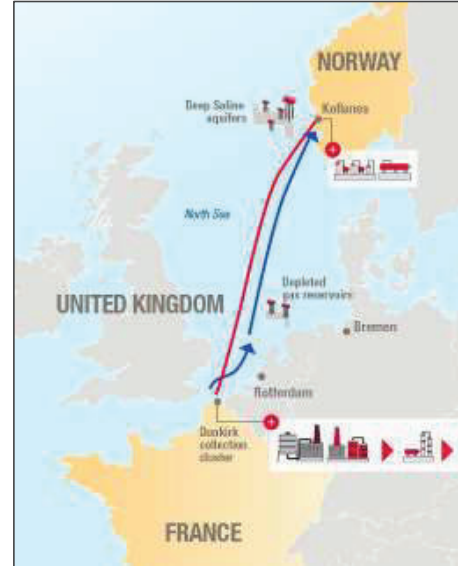 NORWAY
Deep Saline
aquifers
Kollsnes
North Sea
Depleted
gas reservoirs
UNITED KINGDOM
Bremen
Rotterdam
Dunkirk
collection
cluster
FRANCE